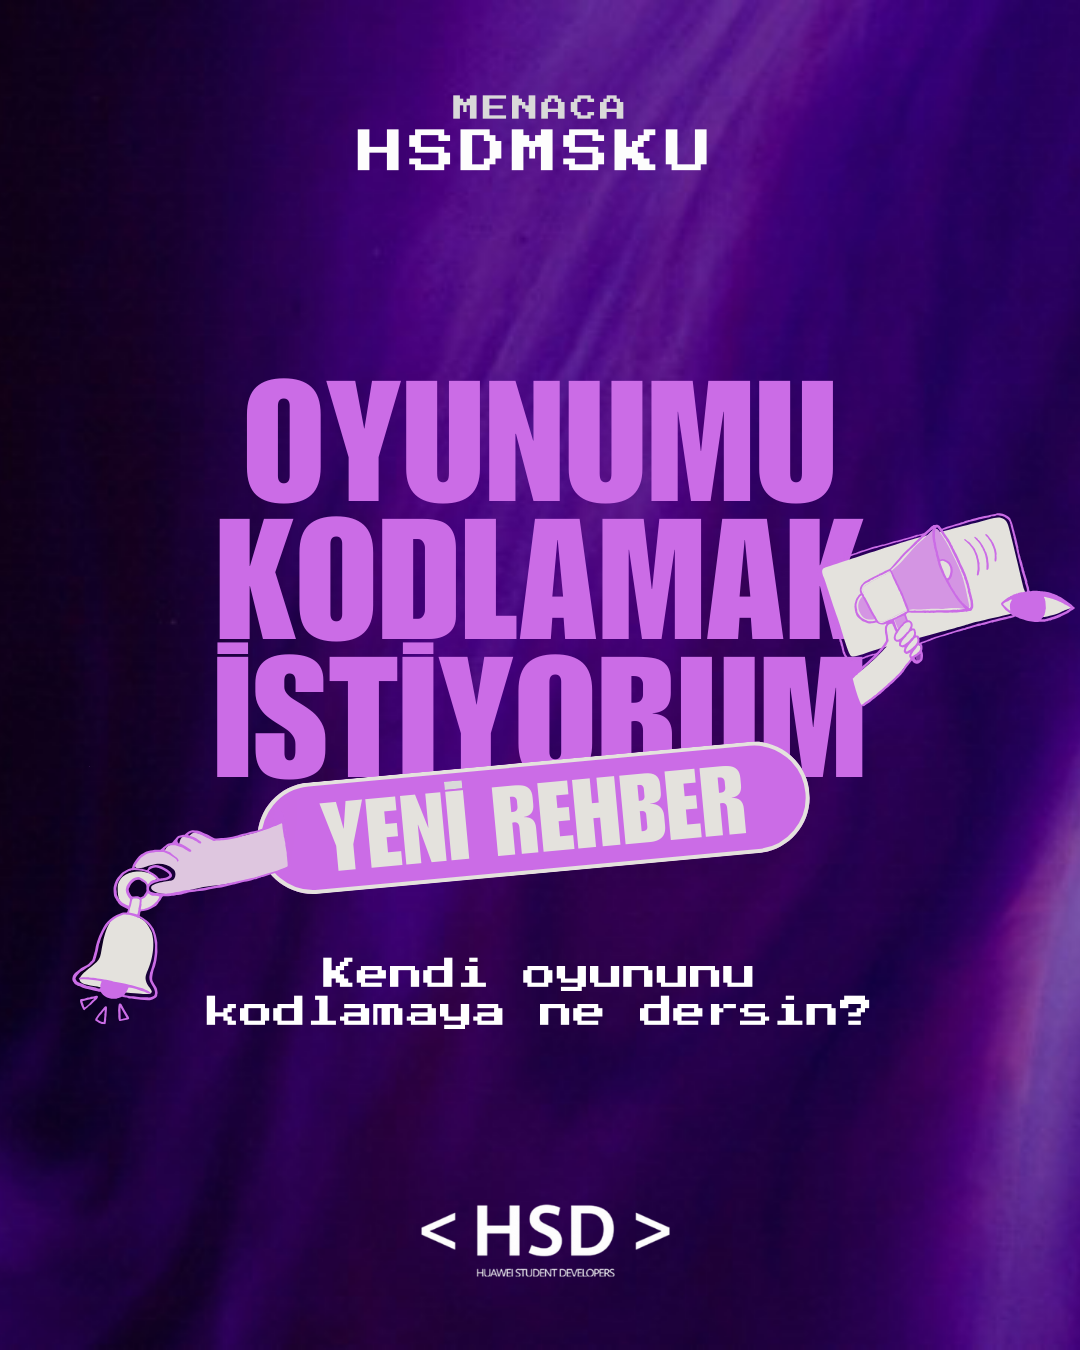 MENACA
HSDMSKU
OYUNUMU
KODLAMAK
İSTİYORUM
YENİ REHBER
Kendi oyununu
kodlamaya ne dersin?
< HSD >
HUAWEI STUDENT DEVELOPERS